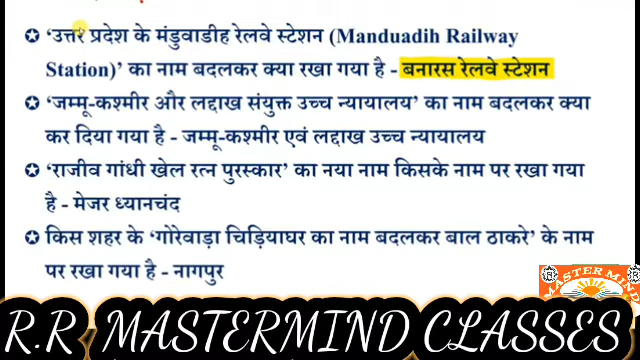 ✪ 'उत्तर प्रदेश के मंडुवाडीह रेलवे स्टेशन (Manduadih Railway
Station)' का नाम बदलकर क्या रखा गया है - बनारस रेलवे स्टेशन
✪ 'जम्मू-कश्मीर और लद्दाख संयुक्त उच्च न्यायालय' का नाम बदलकर क्या
कर दिया गया है - जम्मू-कश्मीर एवं लद्दाख उच्च न्यायालय
✪ 'राजीव गांधी खेल रत्न पुरस्कार' का नया नाम किसके नाम पर रखा गया
है - मेजर ध्यानचंद
✪ किस शहर के 'गोरेवाड़ा चिड़ियाघर का नाम बदलकर बाल ठाकरे' के नाम
पर रखा गया है - नागपुर
MASTER MIND
R.R MASTERMIND CLASSES